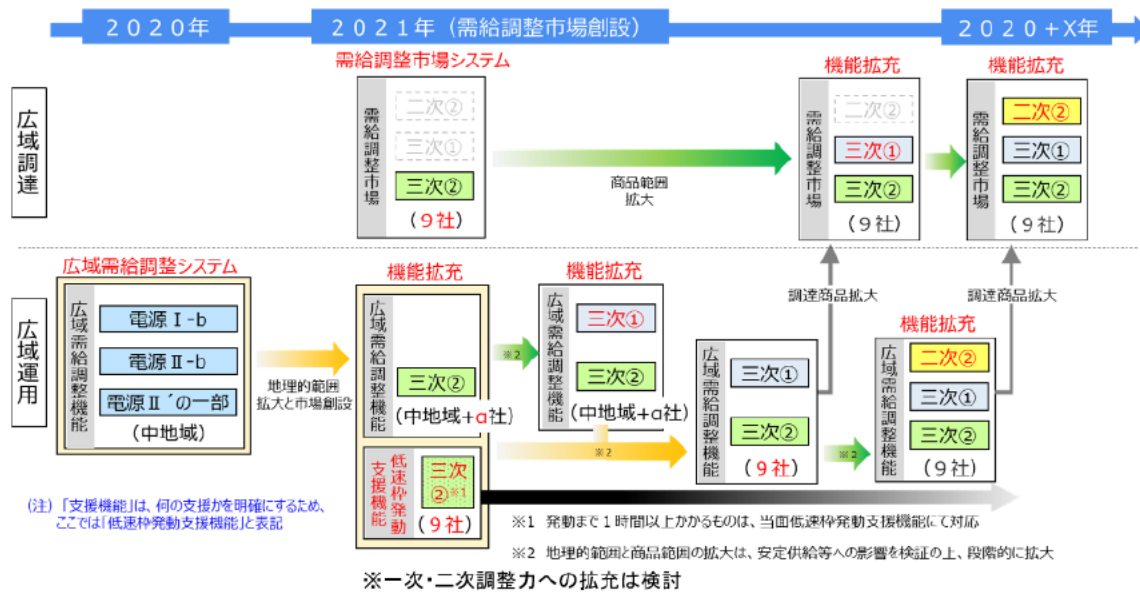 2020年
2021年（需給調整市場創設）
2020+X年
広域調達
需給調整市場システム
需給調整市場
二次②
三次①
三次②
（９社）
商品範囲
拡大
機能拡充
需給調整市場
二次②
三次①
三次②
（９社）
機能拡充
需給調整市場
二次②
三次①
三次②
（９社）
広域運用
広域需給調整システム
広域需給調整機能
電源Ⅰ-b
電源Ⅱ-b
電源Ⅱ´の一部
（中地域）
地理的範囲
拡大と市場創設
機能拡充
広域需給調整機能
三次②
（中地域+α社）
低速枠発動
支援機能
三次
②※1
（９社）
※2
機能拡充
広域需給調整機能
三次①
三次②
（中地域+α社）
※2
広域需給調整機能
三次①
三次②
（９社）
調達商品拡大
※2
機能拡充
広域需給調整機能
二次②
三次①
三次②
（９社）
調達商品拡大
（注）「支援機能」は、何の支援かを明確にするため、
ここでは「低速枠発動支援機能」と表記
※1 発動まで１時間以上かかるものは、当面低速枠発動支援機能にて対応
※2 地理的範囲と商品範囲の拡大は、安定供給等への影響を検証の上、段階的に拡大
※一次・二次調整力への拡充は検討